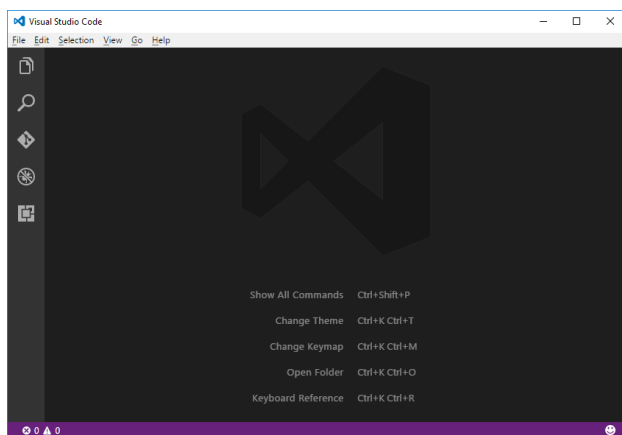 Visual Studio Code
File Edit Selection View Go Help
Show All Commands Ctrl+Shift+P
Change Theme Ctrl+K Ctrl+T
Change Keymap Ctrl+K Ctrl+M
Open Folder Ctrl+K Ctrl+O
Keyboard Reference Ctrl+K Ctrl+R
0 0